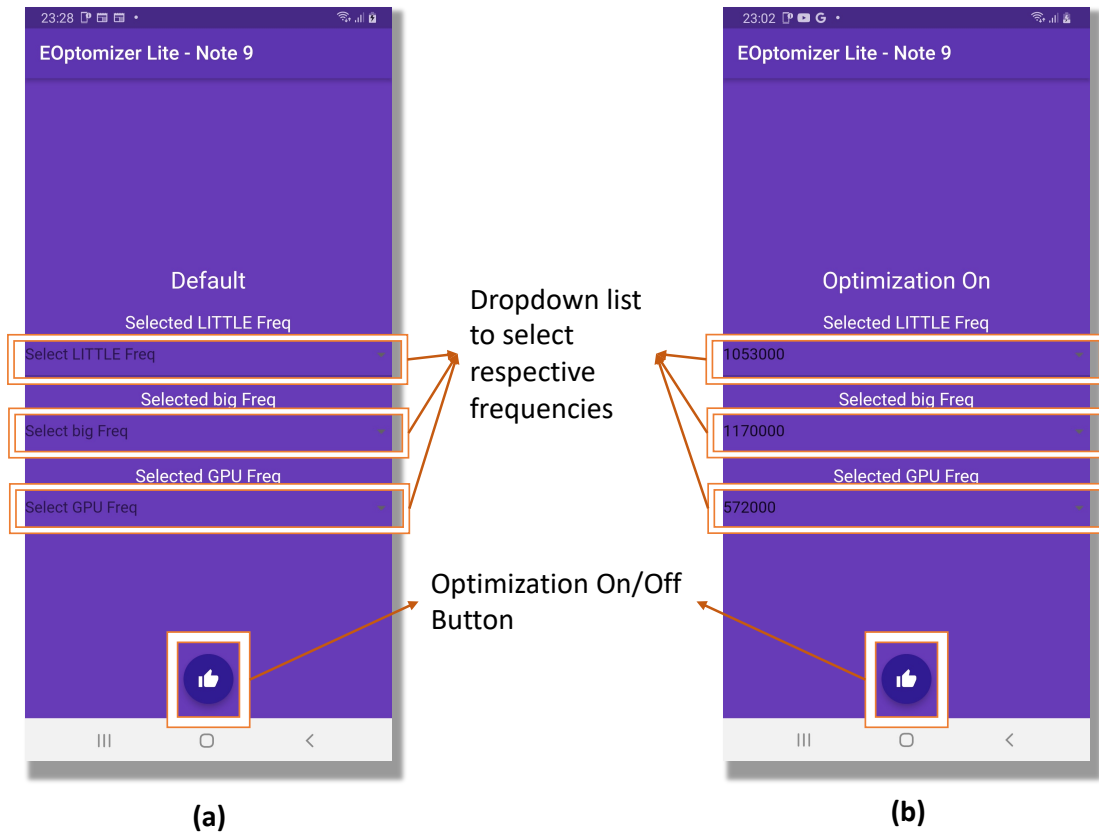 23:28
EOptomizer Lite - Note 9
Default
Selected LITTLE Freq
Select LITTLE Freq
Selected big Freq
Select big Freq
Selected GPU Freq
Select GPU Freq
(a)
Dropdown list
to select
respective
frequencies
Optimization On/Off
Button
23:02 G
EOptomizer Lite - Note 9
Optimization On
Selected LITTLE Freq
1053000
Selected big Freq
1170000
Selected GPU Freq
572000
(b)